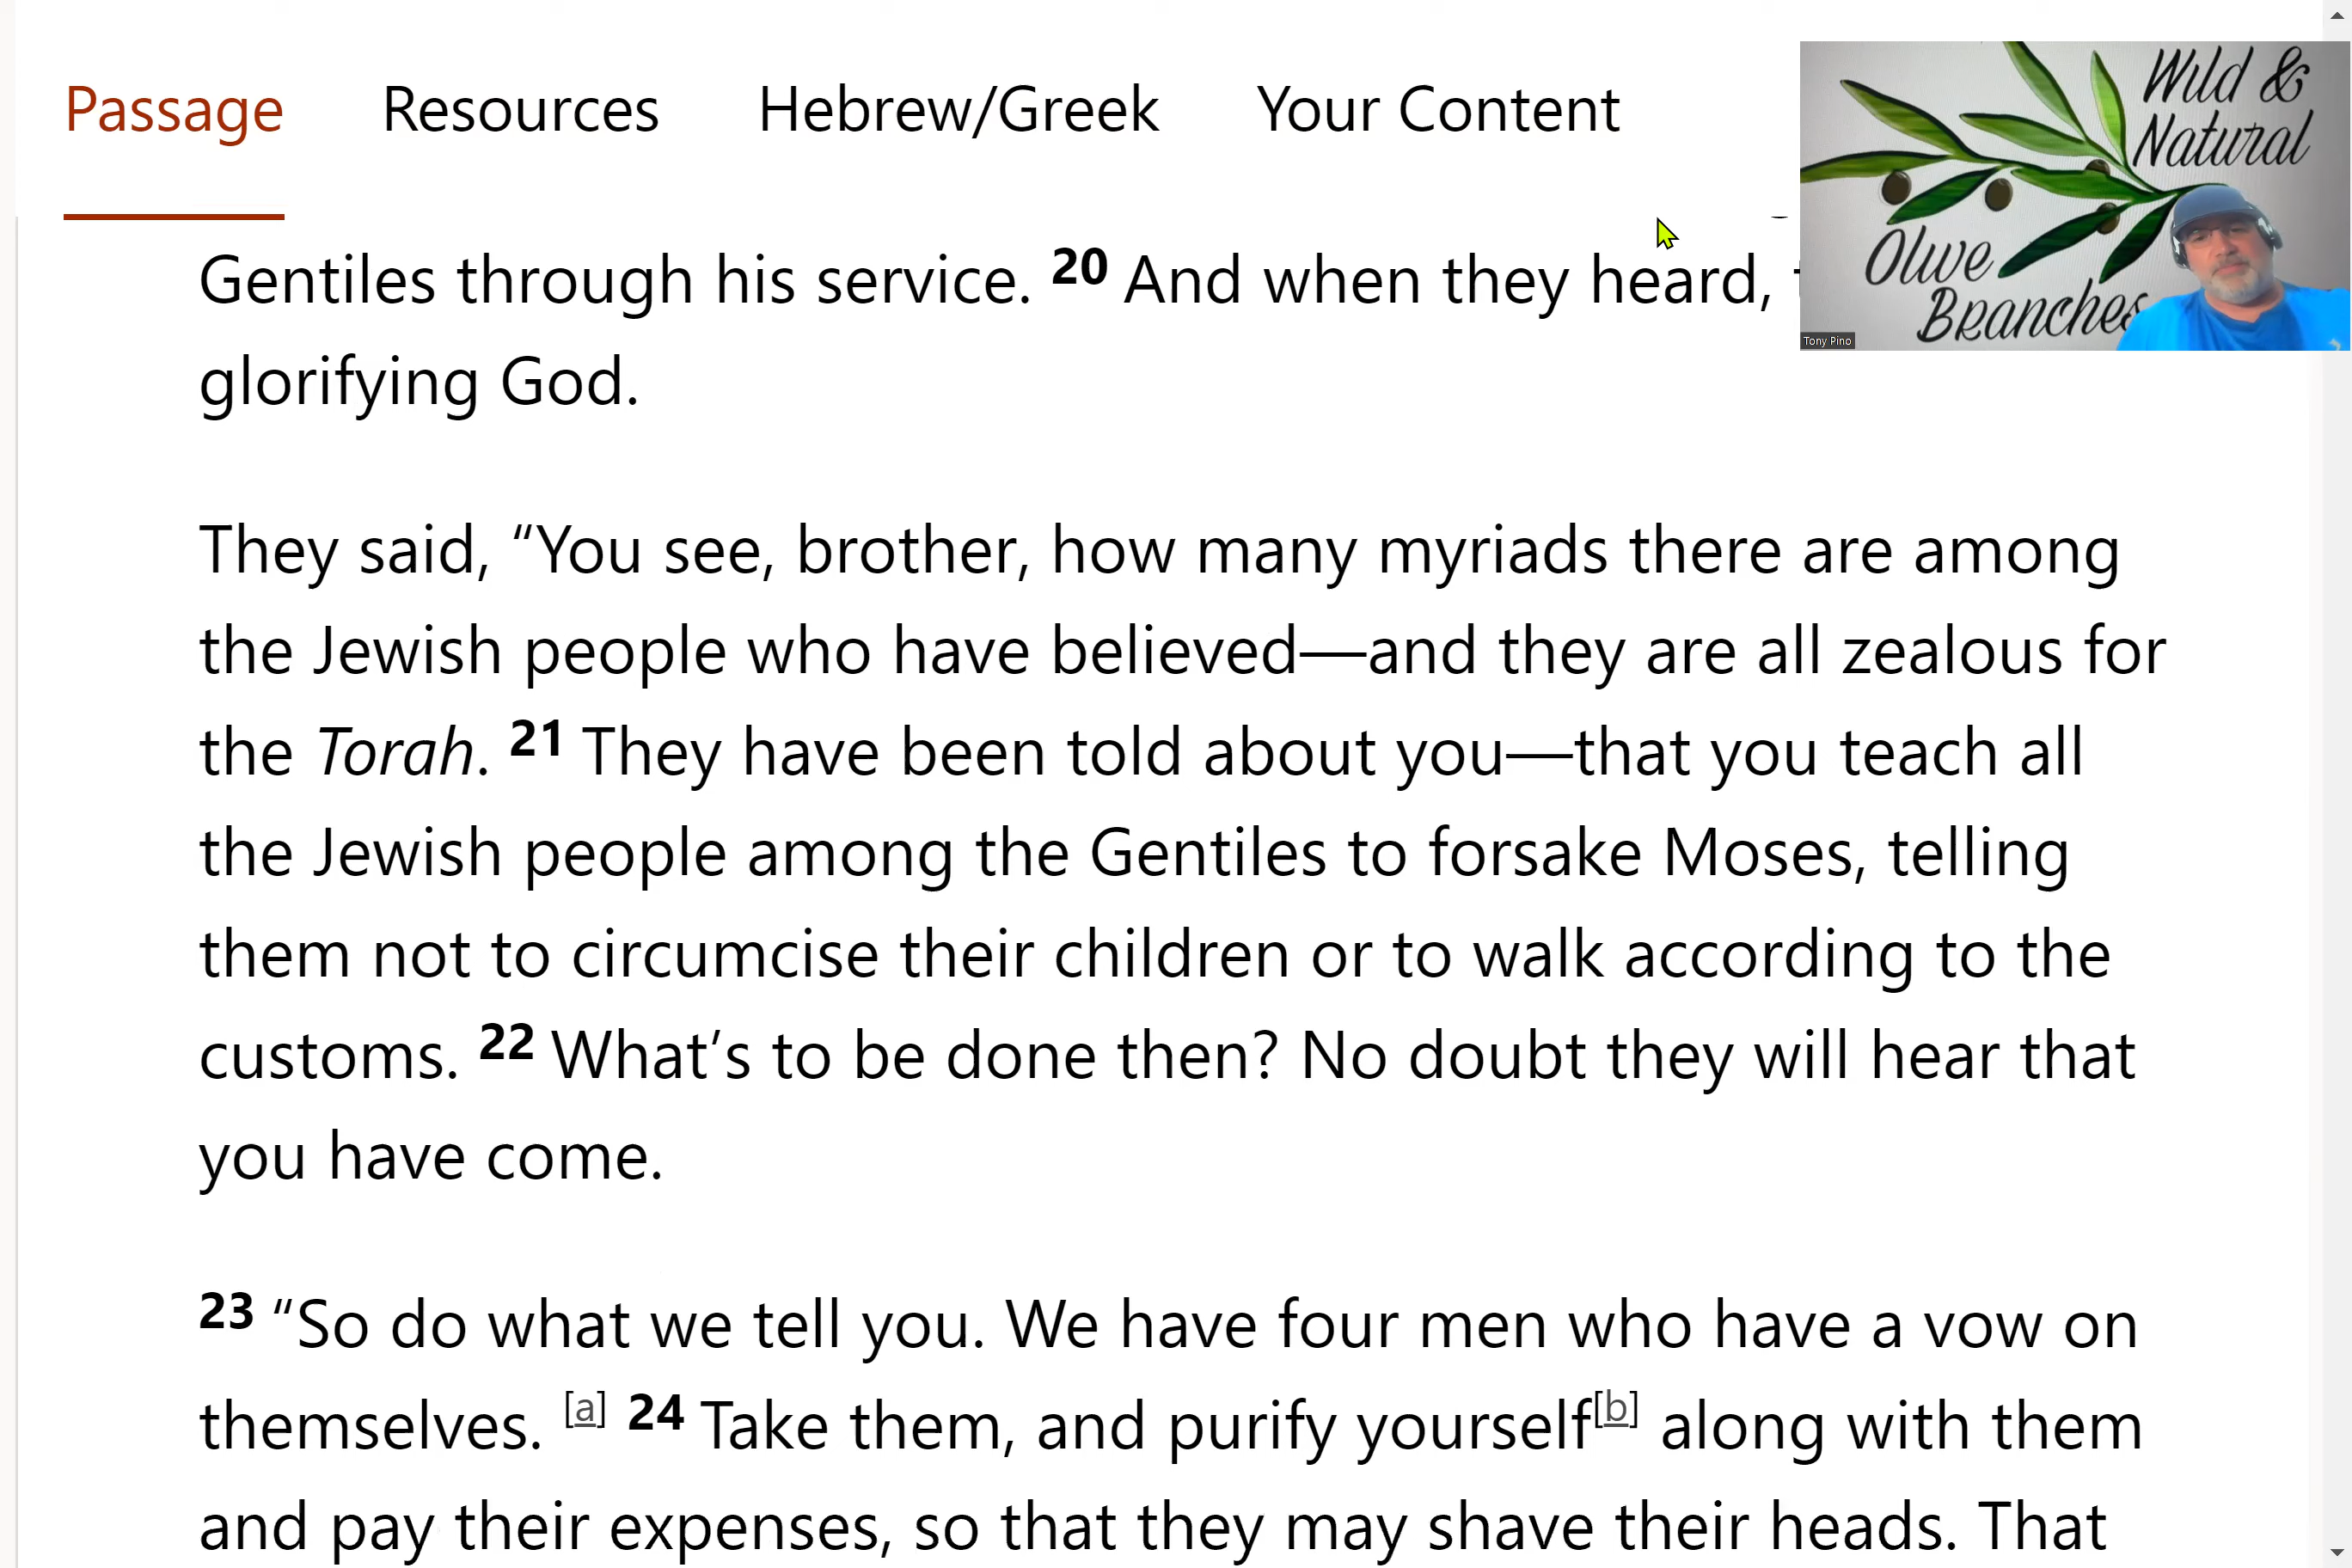 Passage Resources Hebrew/Greek Your Content
Wild &
Natural
Olive
Branches
Tony Pino
Gentiles through his service. 20 And when they heard,
glorifying God.
They said, “You see, brother, how many myriads there are among
the Jewish people who have believed—and they are all zealous for
the Torah. 21 They have been told about you—that you teach all
the Jewish people among the Gentiles to forsake Moses, telling
them not to circumcise their children or to walk according to the
customs. 22 What’s to be done then? No doubt they will hear that
you have come.
23 “So do what we tell you. We have four men who have a vow on
themselves. [a] 24 Take them, and purify yourself[b] along with them
and pay their expenses, so that they may shave their heads. That